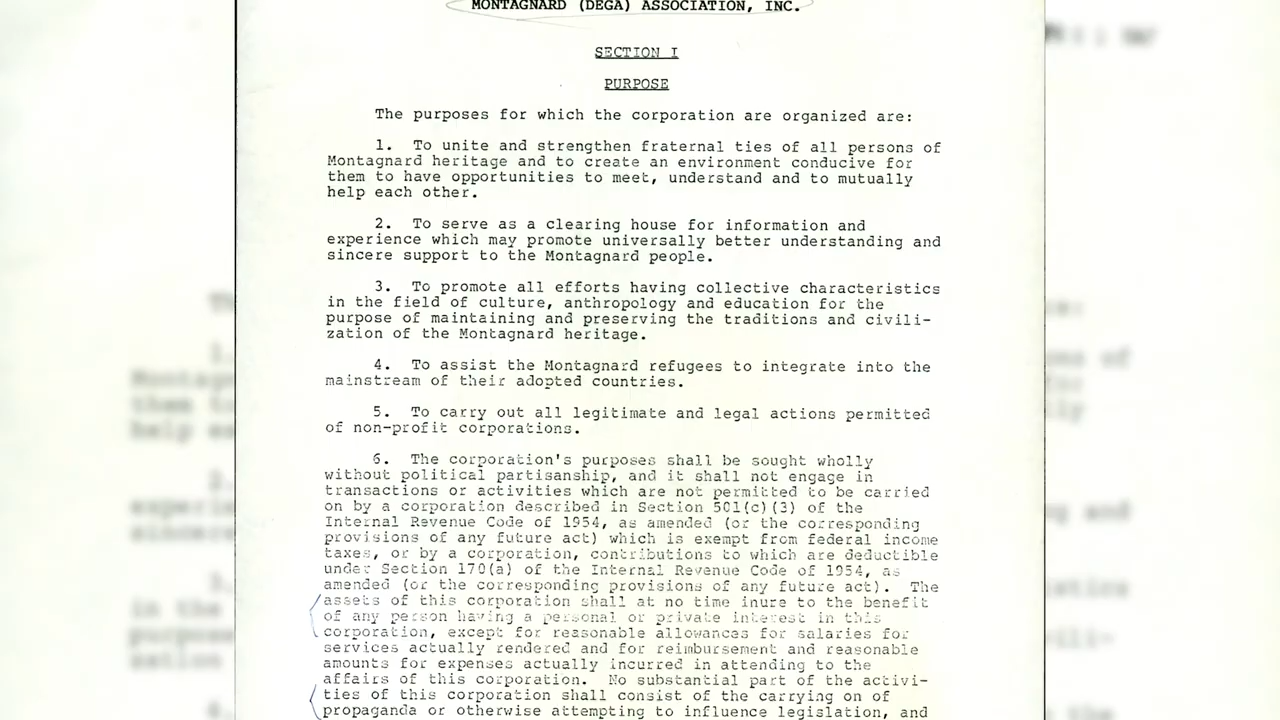 MONTAGNARD (DEGA) ASSOCIATION, INC.
SECTION I
PURPOSE
The purposes for which the corporation are organized are:
1. To unite and strengthen fraternal ties of all persons of
Montagnard heritage and to create an environment conducive for
them to have opportunities to meet, understand and to mutually
help each other.
2. To serve as a clearing house for information and
experience which may promote universally better understanding and
sincere support to the Montagnard people.
3. To promote all efforts having collective characteristics
in the field of culture, anthropology and education for the
purpose of maintaining and preserving the traditions and civili-
zation of the Montagnard heritage.
4. To assist the Montagnard refugees to integrate into the
mainstream of their adopted countries.
5. To carry out all legitimate and legal actions permitted
of non-profit corporations.
6. The corporation's purposes shall be sought wholly
without political partisanship, and it shall not engage in
transactions or activities which are not permitted to be carried
on by a corporation described in Section 501(c)(3) of the
Internal Revenue Code of 1954, as amended (or the corresponding
provisions of any future act) which is exempt from federal income
taxes, or by a corporation, contributions to which are deductible
under Section 170(a) of the Internal Revenue Code of 1954, as
amended (or the corresponding provisions of any future act). The
assets of this corporation shall at no time inure to the benefit
of any person having a personal or private interest in this
corporation, except for reasonable allowances for salaries for
services actually rendered and for reimbursement and reasonable
amounts for expenses actually incurred in attending to the
affairs of this corporation. No substantial part of the activi-
ties of this corporation shall consist of the carrying on of
propaganda or otherwise attempting to influence legislation, and